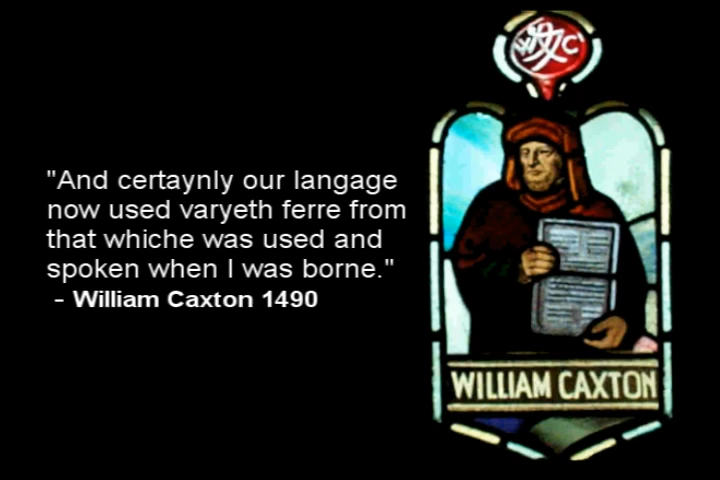 "And certaynly our langage
now used varyeth ferre from
that whiche was used and
spoken when I was borne."
- William Caxton 1490
W C
WILLIAM CAXTON